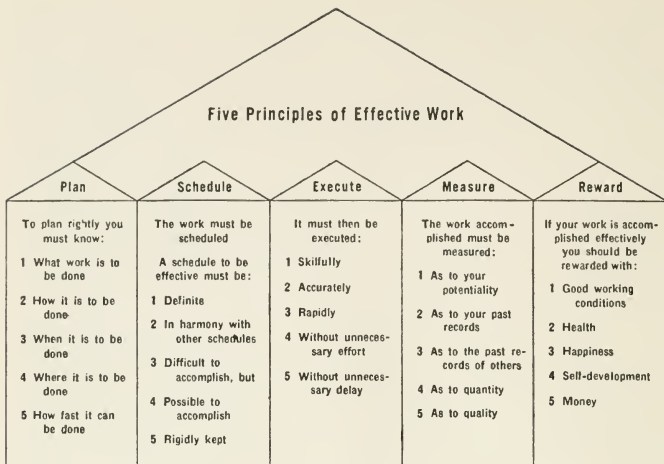 Five Principles of Effective Work
Plan
To plan rightly you
must know:
1 What work is to
be done
2 How it is to be
done
3 When it is to be
done
4 Where it is to be
done
5 How fast it can
be done
Schedule
The work must be
scheduled
A schedule to be
effective must be:
1 Definite
2 In harmony with
other schedules
3 Difficult to
accomplish, but
4 Possible to
accomplish
5 Rigidly kept
Execute
It must then be
executed:
1 Skilfully
2 Accurately
3 Rapidly
4 Without unneces-
sary effort
5 Without unneces-
sary delay
Measure
The work accom-
plished must be
measured:
1 As to your
potentiality
2 As to your past
records
3 As to the past re-
cords of others
4 As to quantity
5 As to quality
Reward
If your work is accom-
plished effectively
you should be
rewarded with:
1 Good working
conditions
2 Health
3 Happiness
4 Self-development
5 Money